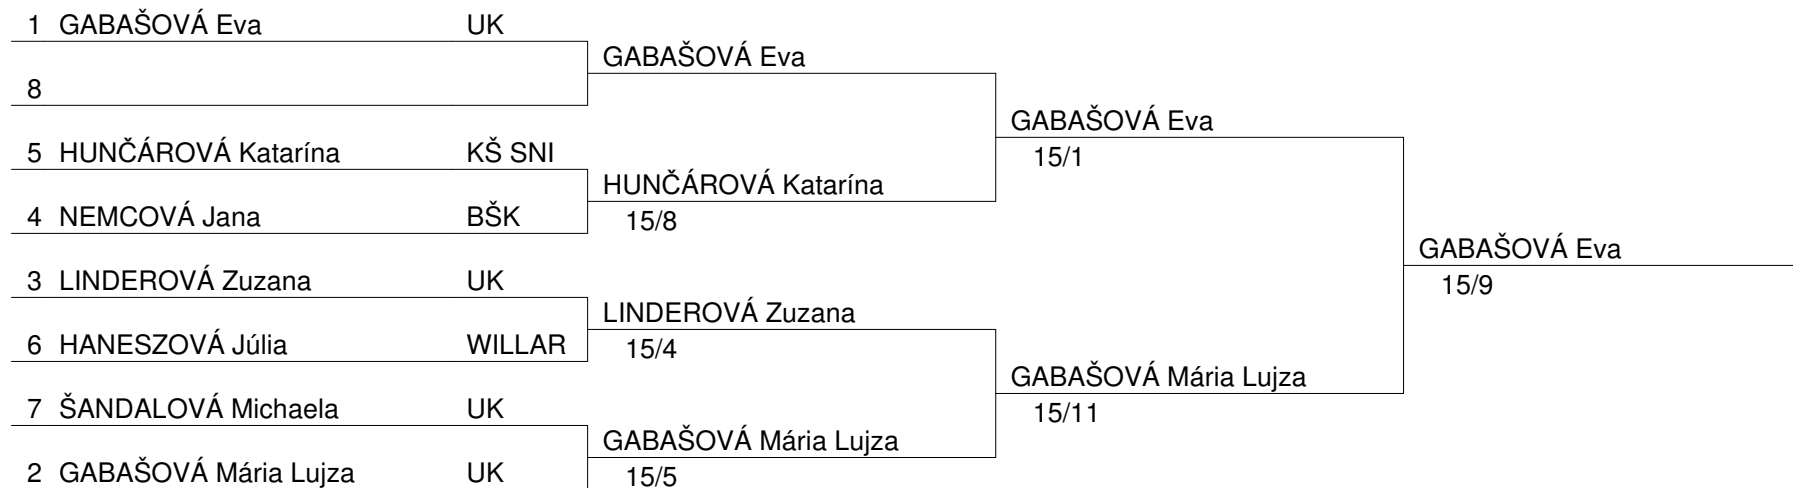 1 GABAŠOVÁ Eva UK
GABAŠOVÁ Eva
8
GABAŠOVÁ Eva
5 HUNČÁROVÁ Katarína KŠ SNI
15/1
HUNČÁROVÁ Katarína
4 NEMCOVÁ Jana BŠK
15/8
GABAŠOVÁ Eva
3 LINDEROVÁ Zuzana UK
15/9
LINDEROVÁ Zuzana
6 HANESZOVÁ Júlia WILLAR
15/4
GABAŠOVÁ Mária Lujza
7 ŠANDALOVÁ Michaela UK
15/11
GABAŠOVÁ Mária Lujza
2 GABAŠOVÁ Mária Lujza UK
15/5